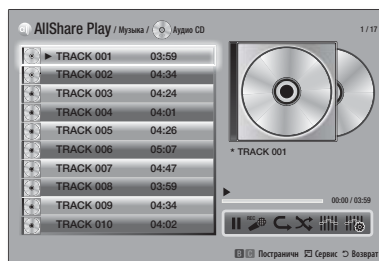 AllShare Play / Музыка / Аудио CD 1 / 17
► TRACK 001 03:59
TRACK 002 04:34
TRACK 003 04:24
TRACK 004 04:01
TRACK 005 04:26
TRACK 006 05:07
TRACK 007 04:47
TRACK 008 03:59
TRACK 009 04:34
TRACK 010 04:02
* TRACK 001
00:00 / 03:59
B C Постраничн Сервис Возврат